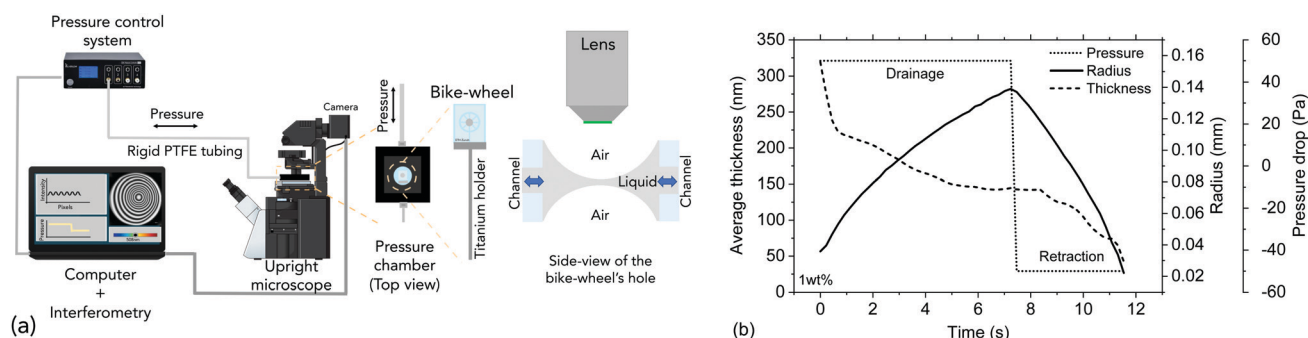 Pressure control
system
Pressure
Rigid PTFE tubing
Camera
Intensity
Pixels
Pressure
Computer
+
Interferometry
Upright
microscope
Pressure
Pressure
chamber
(Top view)
Bike-wheel
Titanium holder
Lens
Air
Channel
Liquid
Channel
Air
Side-view of the
bike-wheel's hole
(a)
Average thickness (nm)
350
300
250
200
150
100
50
0
Drainage
Pressure
Radius
Thickness
Retraction
1wt%
0 2 4 6 8 10 12
Time (s)
0.16
0.14
0.12
0.10
0.08
0.06
0.04
0.02
Radius (mm)
60
40
20
0
-20
-40
-60
Pressure drop (Pa)
(b)